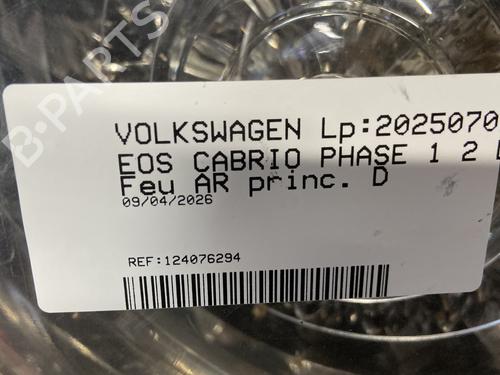 VOLKSWAGEN Lp:2025070
EOS CABRIO PHASE 1 2
Feu AR princ. D
09/04/2026
REF:124076294
B-PARTS